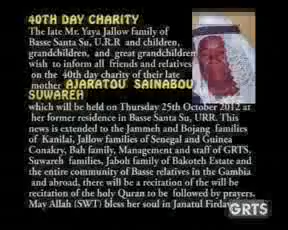 40TH DAY CHARITY
The late Mr. Yaya Jallow family of
Basse Santa Su, U.R.R and children,
grandchildren, and great grandchildren
wish to inform all friends and relatives
on the 40th day charity of their late
mother AJARATOU SAINABOU
SUWAREH
which will be held on Thursday 25th October 2012 at
her former residence in Basse Santa Su, URR. This
news is extended to the Jammeh and Bojang families
of Kanilai, Jallow families of Senegal and Guinea
Conakry, Bah family, Management and staff of GRTS,
Suwareh families, Jaboh family of Bakoteh Estate and
the entire community of Basse relatives in the Gambia
and abroad, there will be a recitation of the will be
recitation of the holy Quran to be followed by prayers.
May Allah (SWT) bless her soul in Janatul
GRTS